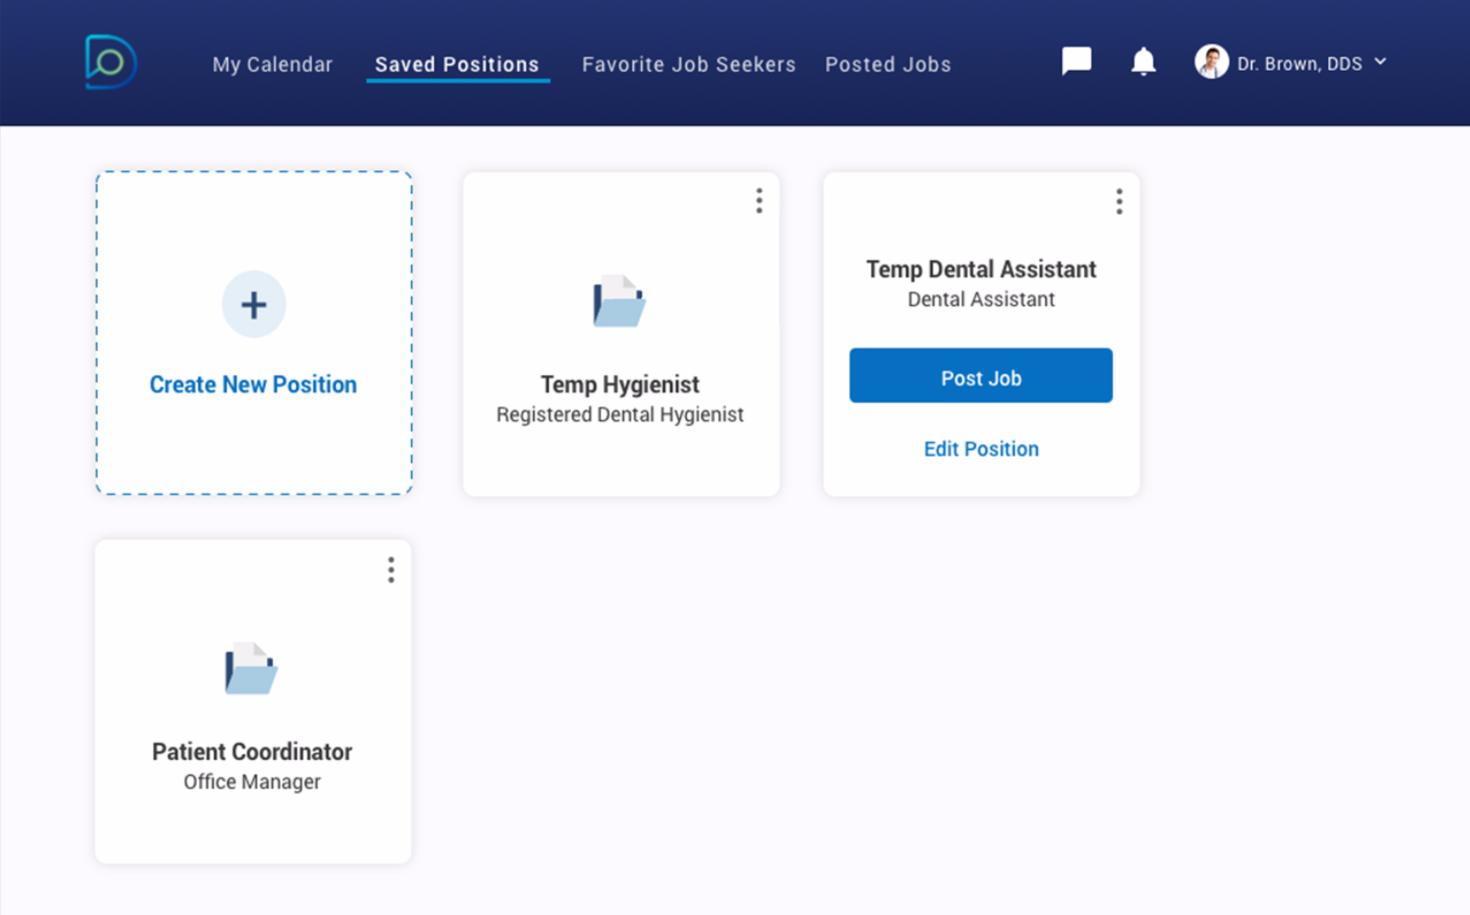 My Calendar
Saved Positions
Favorite Job Seekers
Posted Jobs
Dr. Brown, DDS
Create New Position
Temp Hygienist
Registered Dental Hygienist
Temp Dental Assistant
Dental Assistant
Post Job
Edit Position
Patient Coordinator
Office Manager